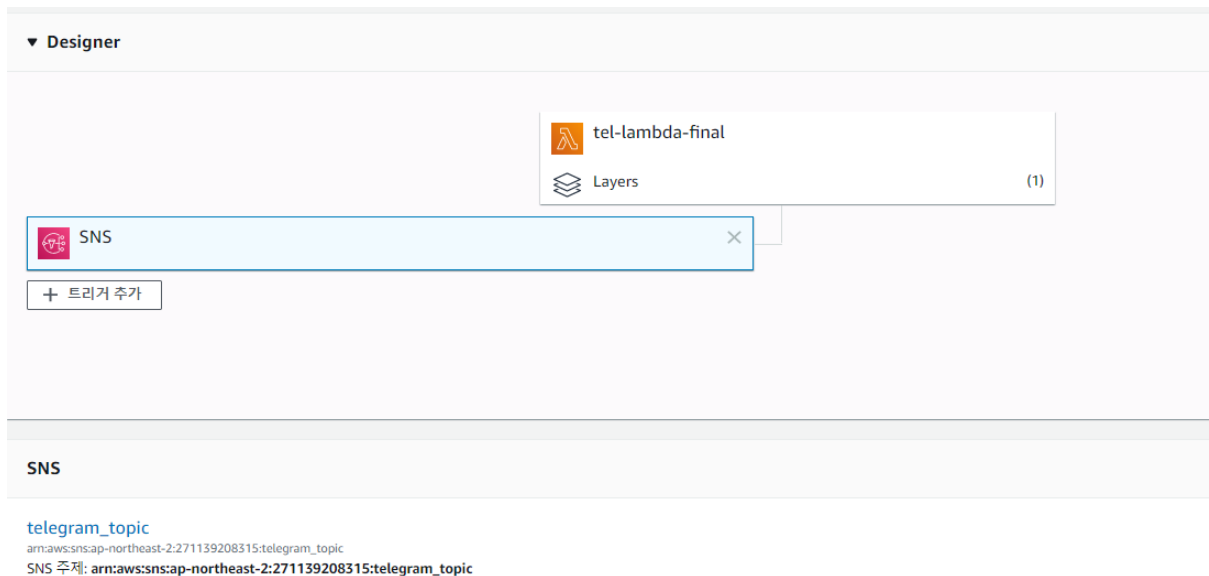 Designer
tel-lambda-final
Layers
(1)
SNS
트리거 추가
SNS
telegram_topic
arn:aws:sns:ap-northeast-2:271139208315:telegram_topic
SNS 주제: arn:aws:sns:ap-northeast-2:271139208315:telegram_topic